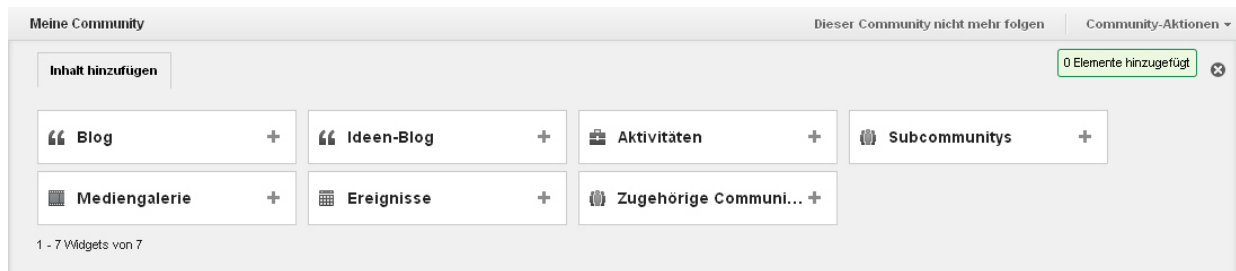 Meine Community Dieser Community nicht mehr folgen Community-Aktionen
Inhalt hinzufügen 0 Elemente hinzugefügt
Blog Ideen-Blog Aktivitäten Subcommunitys
Mediengalerie Ereignisse Zugehörige Communi...
1 - 7 Widgets von 7